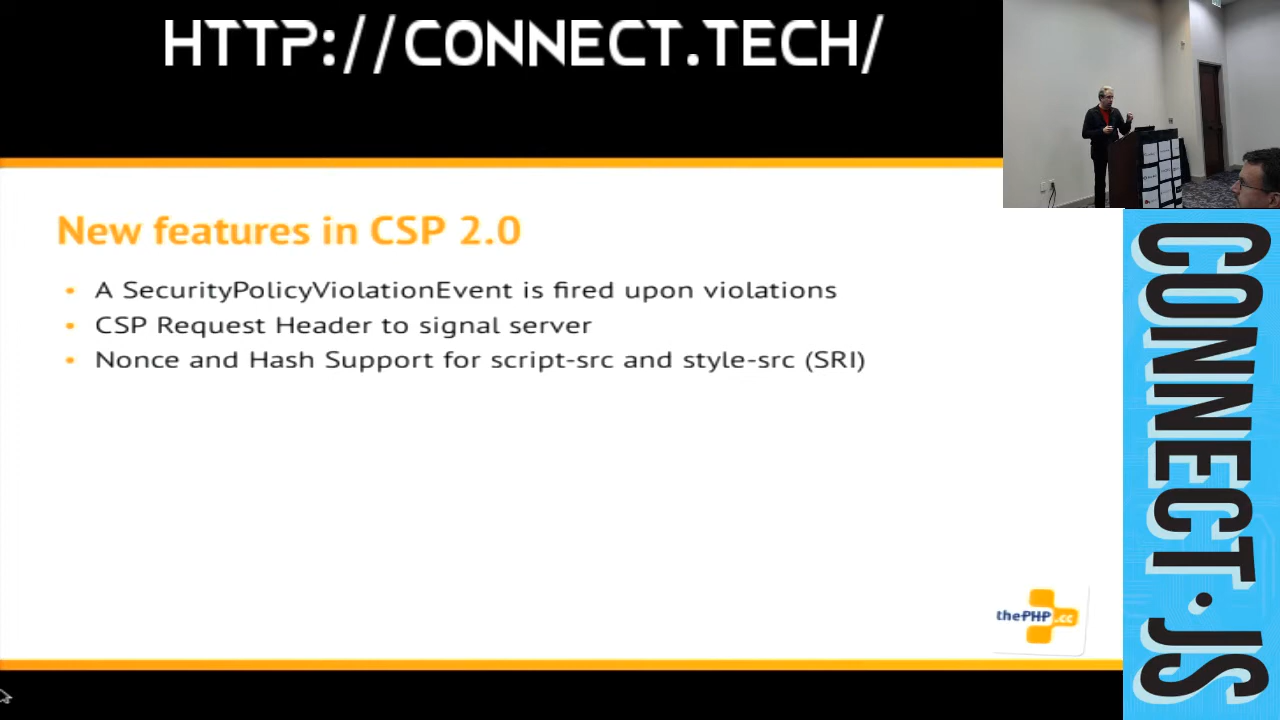 HTTP://CONNECT.TECH/
New features in CSP 2.0
• A SecurityPolicyViolationEvent is fired upon violations
• CSP Request Header to signal server
• Nonce and Hash Support for script-src and style-src (SRI)
thePHP.cc
CONNECT.JS